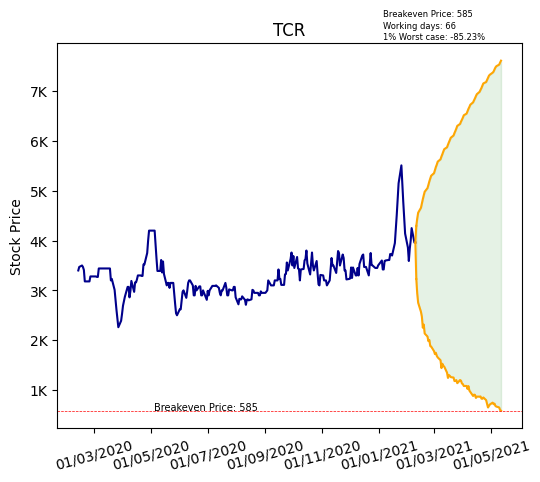 Breakeven Price: 585
Working days: 66
1% Worst case: -85.23%
TCR
Stock Price
7K
6K
5K
4K
3K
2K
1K
Breakeven Price: 585
01/03/2020
01/05/2020
01/07/2020
01/09/2020
01/11/2020
01/01/2021
01/03/2021
01/05/2021